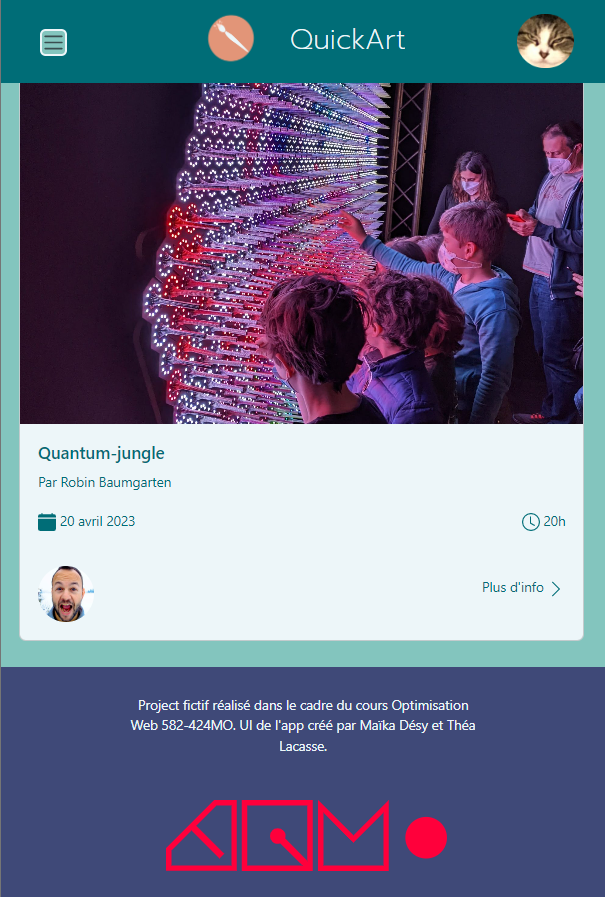 QuickArt
Quantum-jungle
Par Robin Baumgarten
20 avril 2023
20h
Plus d'info
Project fictif réalisé dans le cadre du cours Optimisation
Web 582-424MO. UI de l'app créé par Maïka Désy et Théa
Lacasse.